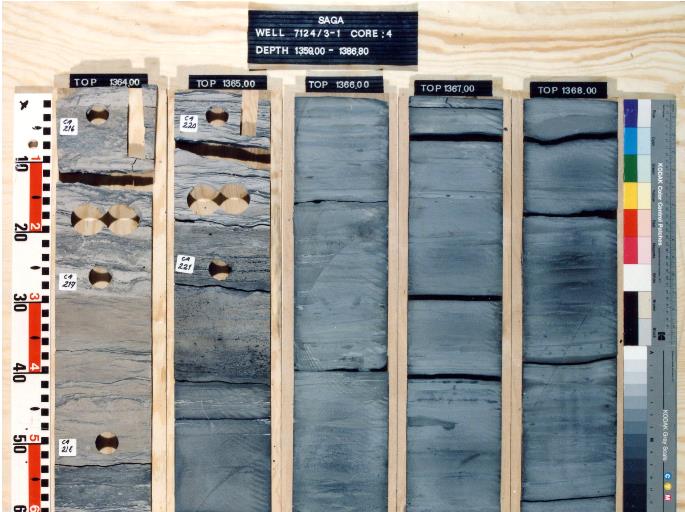 SAGA
WELL 7124/3-1 CORE:4
DEPTH 1359.00 - 1386.80
TOP 1364.00
TOP 1365.00
TOP 1366.00
TOP 1367.00
TOP 1368.00
C4
216
C4
217
C4
218
C4
220
C4
221
10
20
30
40
50
1
2
3
4
5
6
KODAK Color Control Patches
KODAK Gray Scale
A
M
C
Y
M